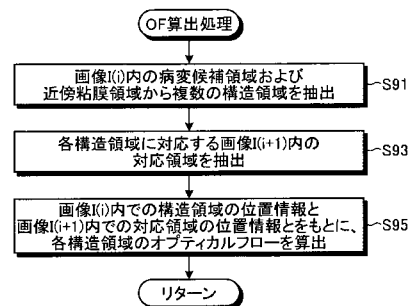 OF算出処理
画像I(i)内の病変候補領域および
近傍粘膜領域から複数の構造領域を抽出
S91
各構造領域に対応する画像I(i+1)内の
対応領域を抽出
S93
画像I(i)内での構造領域の位置情報と
画像I(i+1)内での対応領域の位置情報とをもとに、
各構造領域のオプティカルフローを算出
S95
リターン